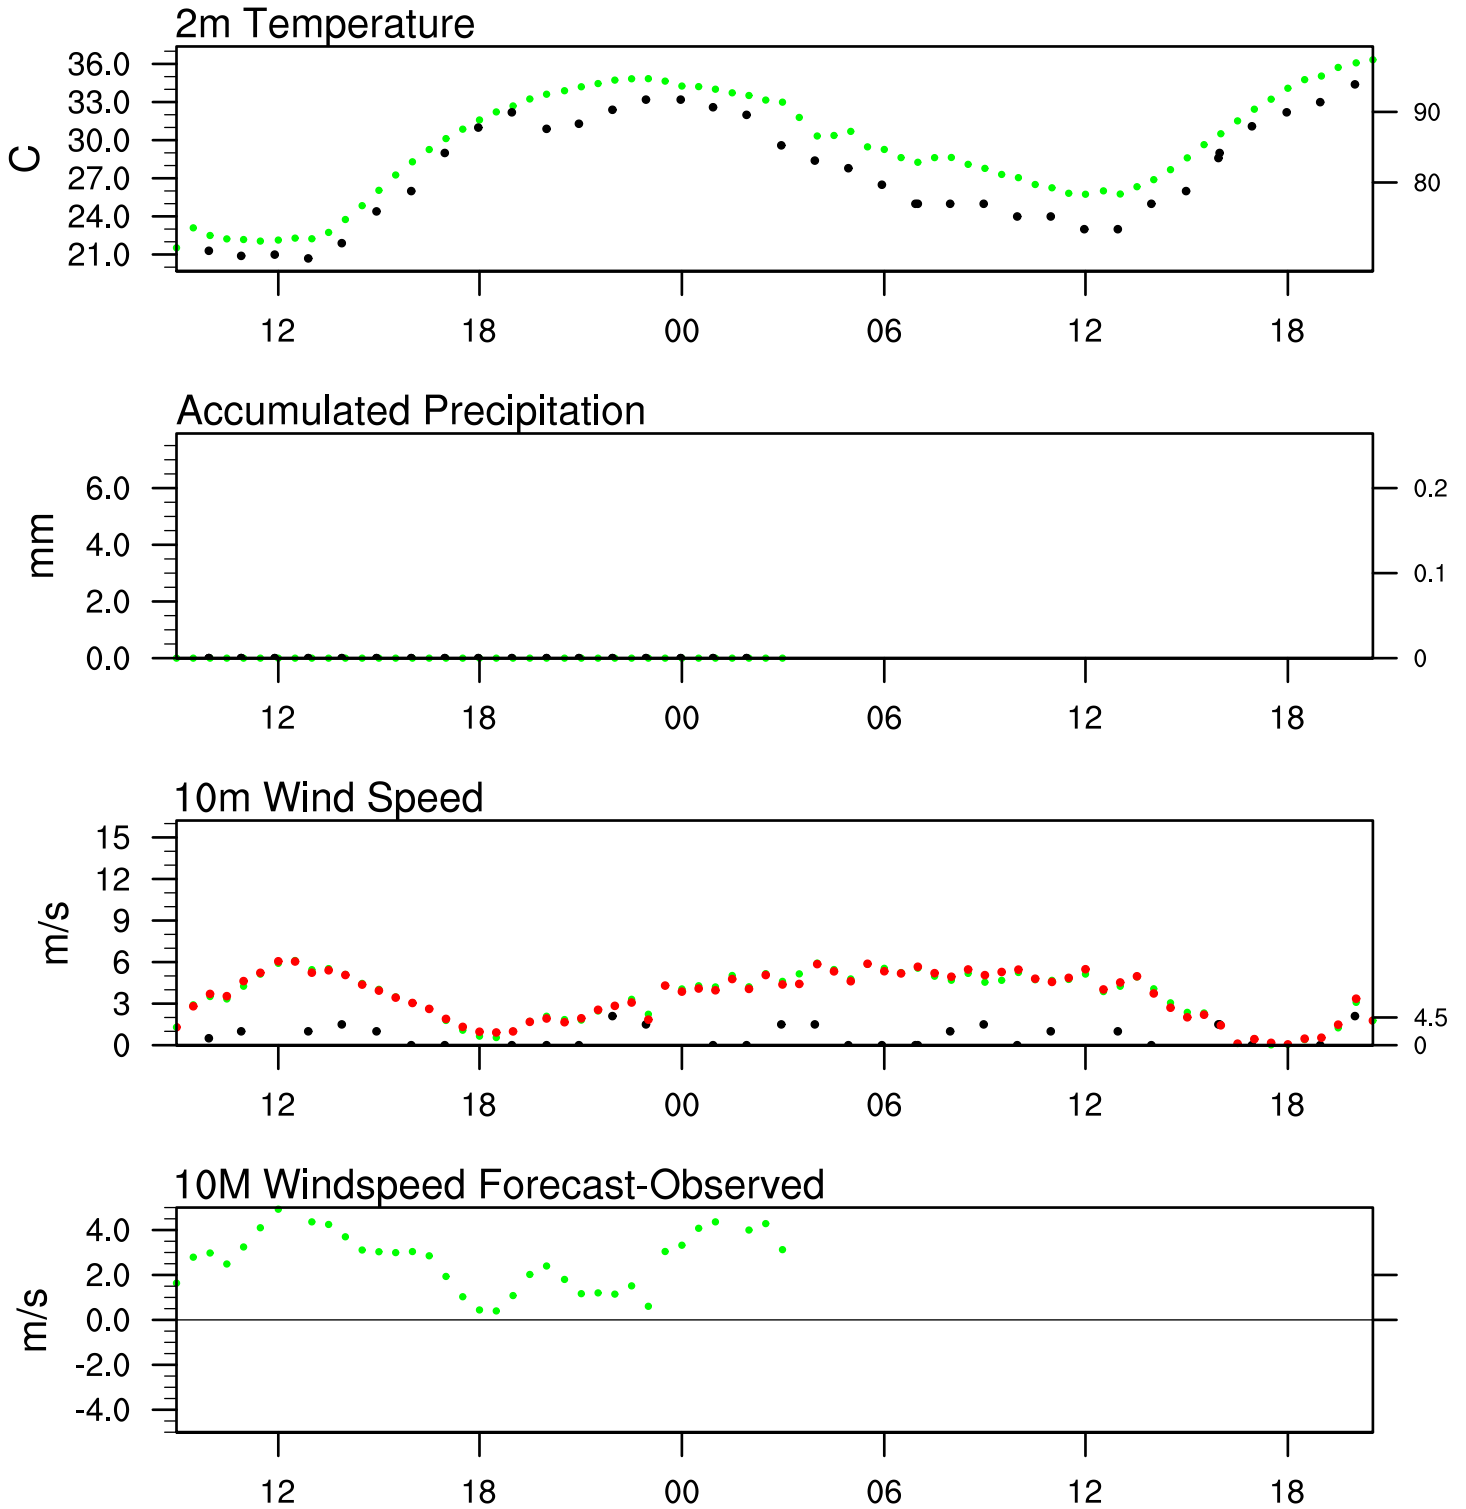 2m Temperature
36.0
33.0
90
30.0
C
27.0
80
24.0
21.0
12 18 00 06 12 18
Accumulated Precipitation
6.0
0.2
4.0
mm
0.1
2.0
0.0
0
12 18 00 06 12 18
10m Wind Speed
15
12
9
m/s
6
3
4.5
0
0
12 18 00 06 12 18
10M Windspeed Forecast-Observed
4.0
2.0
m/s
0.0
-2.0
-4.0
12 18 00 06 12 18